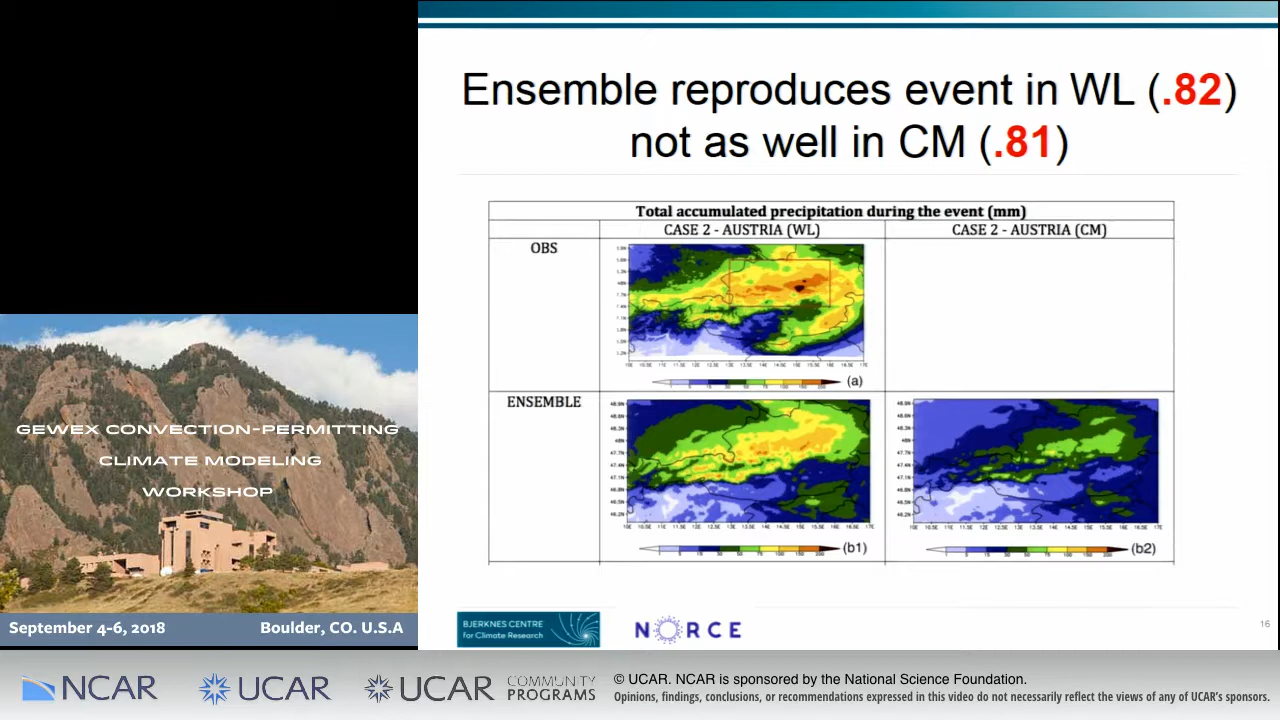 Ensemble reproduces event in WL (.82)
not as well in CM (.81)
Total accumulated precipitation during the event (mm)
CASE 2 - AUSTRIA (WL)
CASE 2 - AUSTRIA (CM)
OBS
(a)
ENSEMBLE
(b1)
(b2)
GEWEX CONVECTION-PERMITTING
CLIMATE MODELING
WORKSHOP
September 4-6, 2018
Boulder, CO. U.S.A
BJERKNES CENTRE
for Climate Research
NORCE
16
NCAR
UCAR
UCAR
COMMUNITY
PROGRAMS
© UCAR. NCAR is sponsored by the National Science Foundation.
Opinions, findings, conclusions, or recommendations expressed in this video do not necessarily reflect the views of any of UCAR's sponsors.